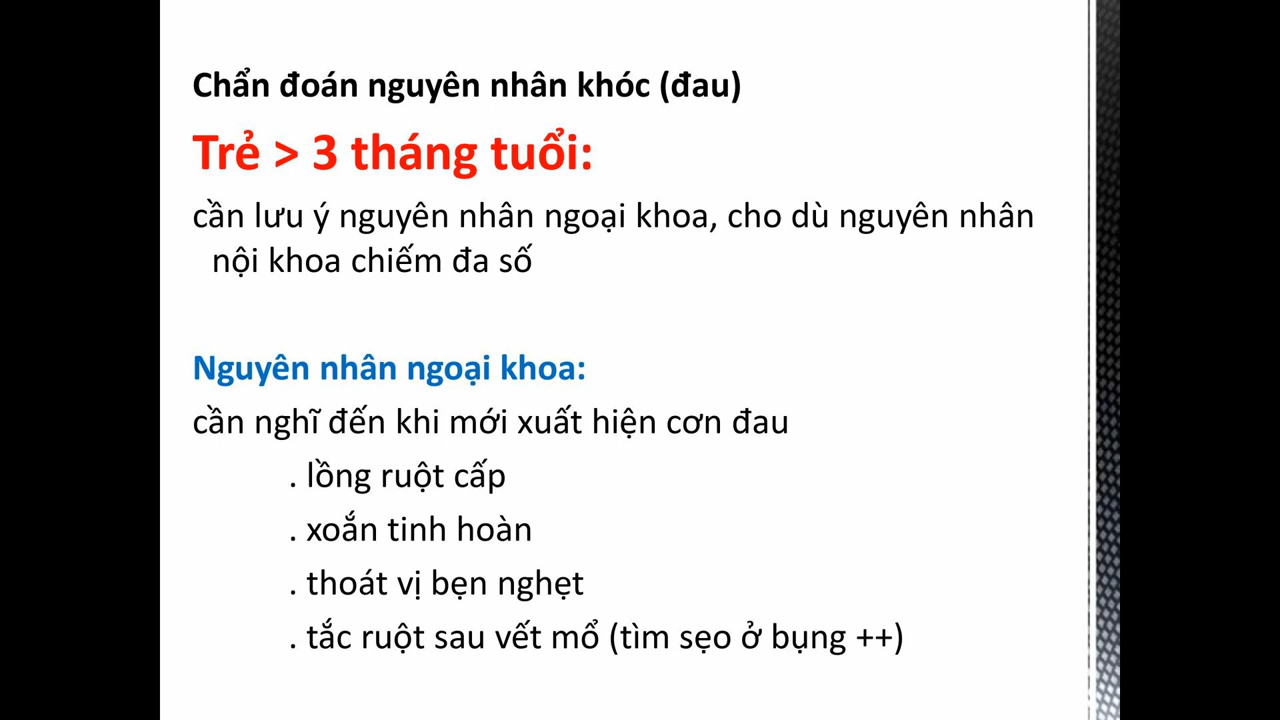 Chẩn đoán nguyên nhân khóc (đau)
Trẻ > 3 tháng tuổi:
cần lưu ý nguyên nhân ngoại khoa, cho dù nguyên nhân
nội khoa chiếm đa số
Nguyên nhân ngoại khoa:
cần nghĩ đến khi mới xuất hiện cơn đau
. lồng ruột cấp
. xoắn tinh hoàn
. thoát vị bẹn nghẹt
. tắc ruột sau vết mổ (tìm sẹo ở bụng ++)